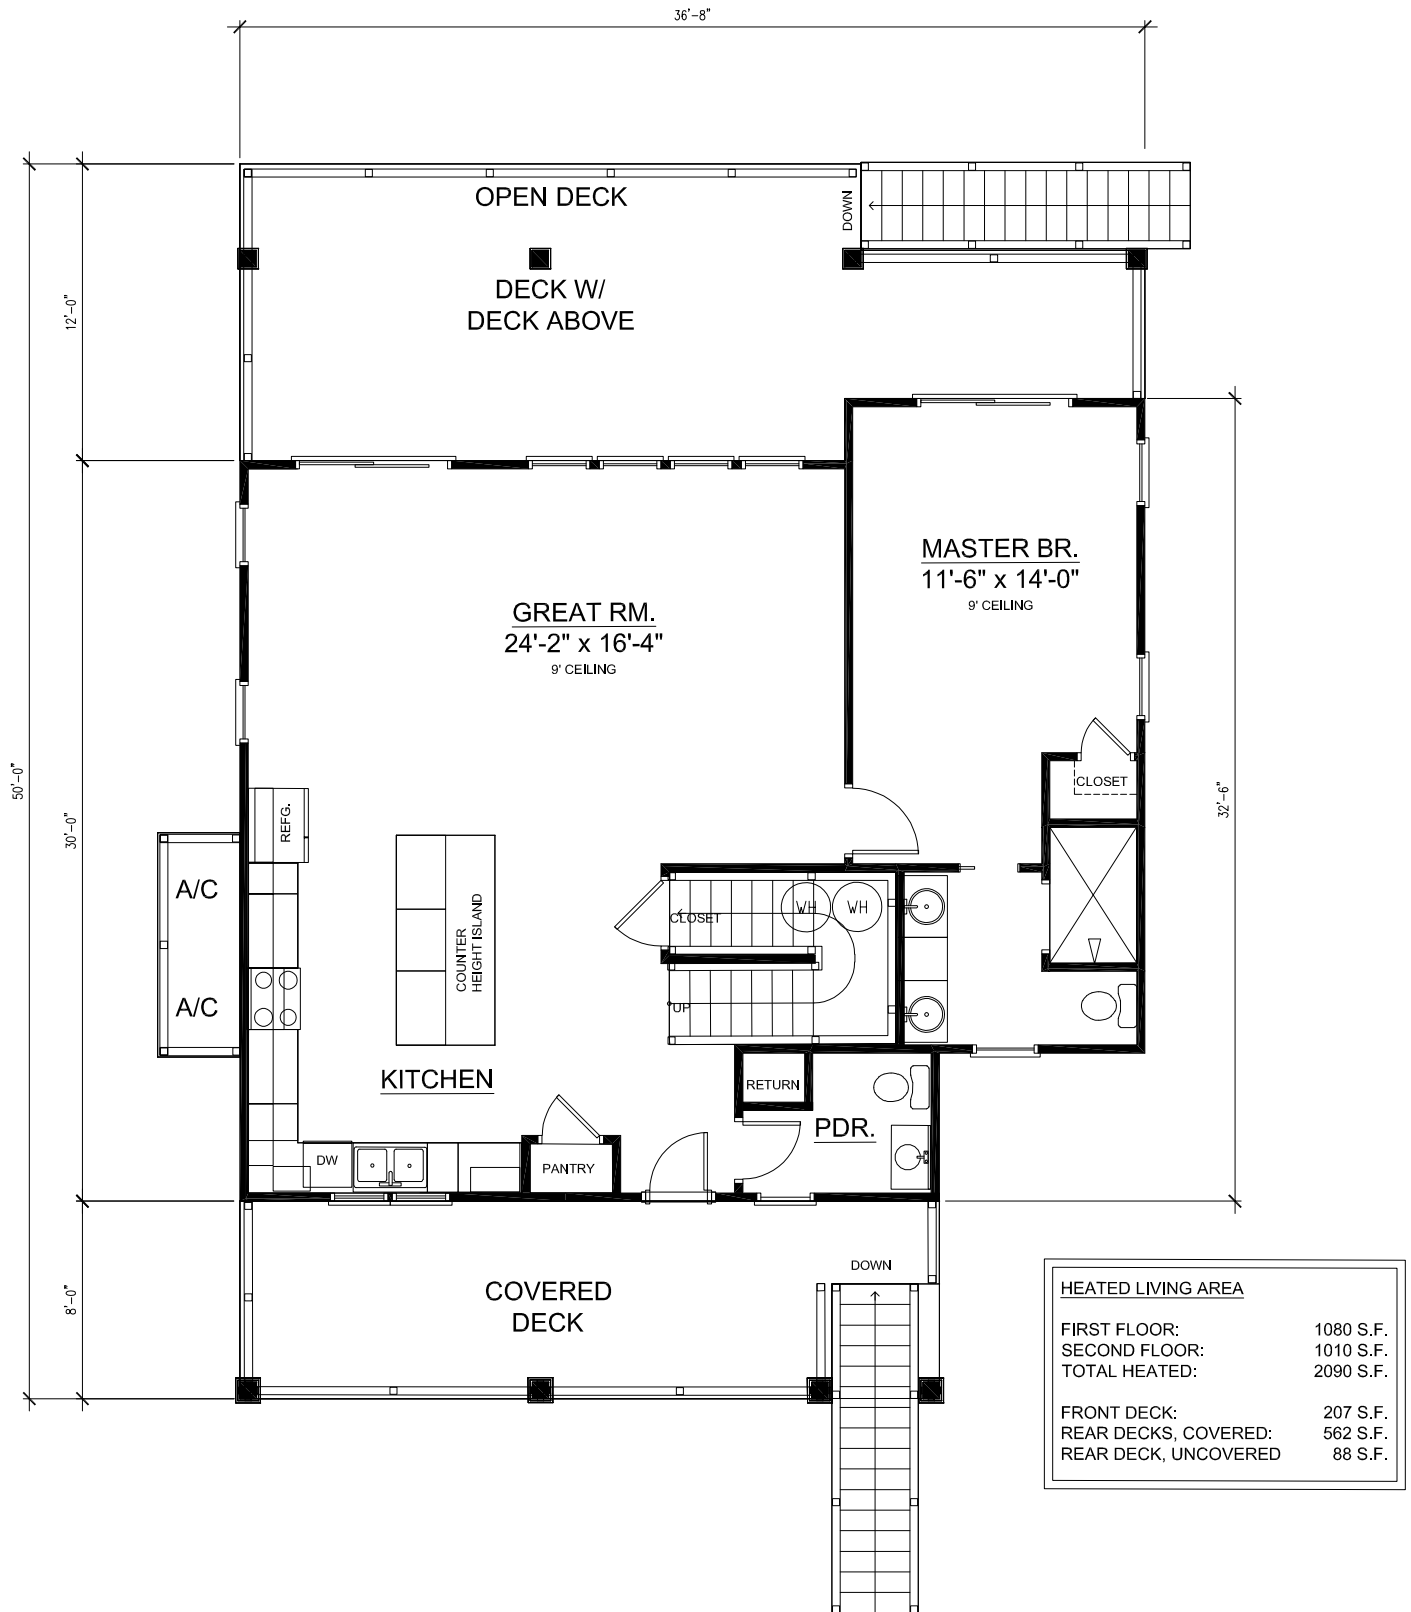 36'-8"
OPEN DECK
DOWN
DECK W/
DECK ABOVE
12'-0"
MASTER BR.
11'-6" x 14'-0"
9' CEILING
GREAT RM.
24'-2" x 16'-4"
9' CEILING
50'-0"
30'-0"
32'-6"
CLOSET
REFG.
A/C
A/C
COUNTER
HEIGHT ISLAND
CLOSET
WH
WH
UP
KITCHEN
RETURN
PDR.
DW
PANTRY
8'-0"
COVERED
DECK
DOWN
HEATED LIVING AREA
FIRST FLOOR: 1080 S.F.
SECOND FLOOR: 1010 S.F.
TOTAL HEATED: 2090 S.F.
FRONT DECK: 207 S.F.
REAR DECKS, COVERED: 562 S.F.
REAR DECK, UNCOVERED 88 S.F.